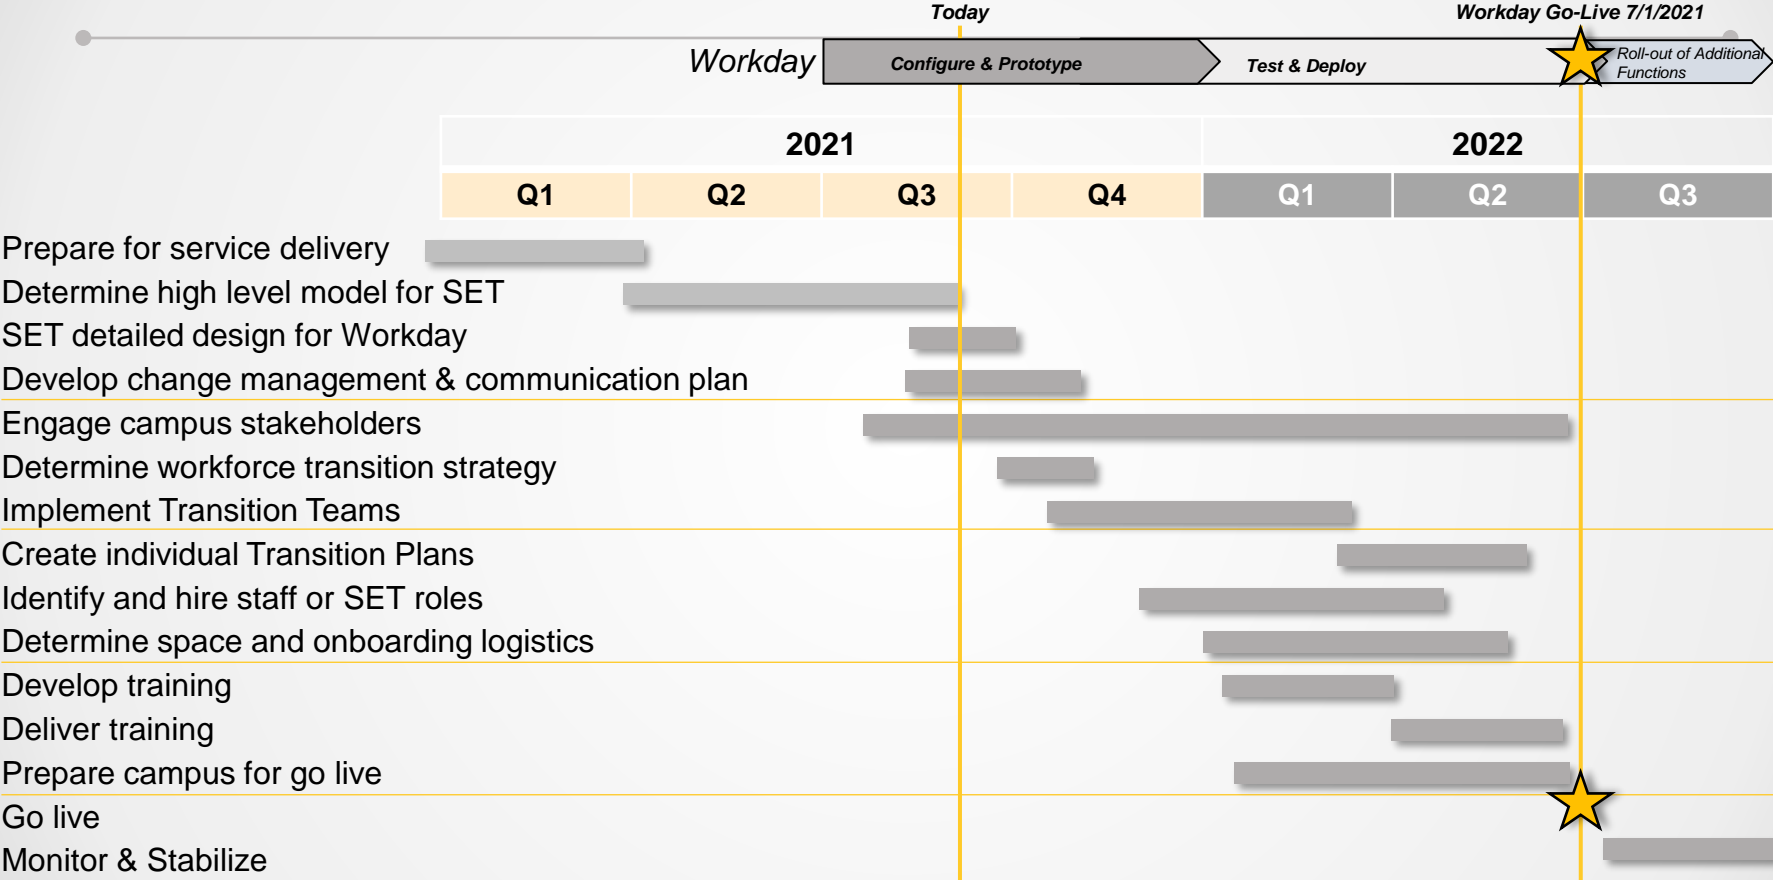 Today
Workday Go-Live 7/1/2021
Workday
Configure & Prototype
Test & Deploy
Roll-out of Additional
Functions
2021
2022
Q1
Q2
Q3
Q4
Q1
Q2
Q3
Prepare for service delivery
Determine high level model for SET
SET detailed design for Workday
Develop change management & communication plan
Engage campus stakeholders
Determine workforce transition strategy
Implement Transition Teams
Create individual Transition Plans
Identify and hire staff or SET roles
Determine space and onboarding logistics
Develop training
Deliver training
Prepare campus for go live
Go live
Monitor & Stabilize